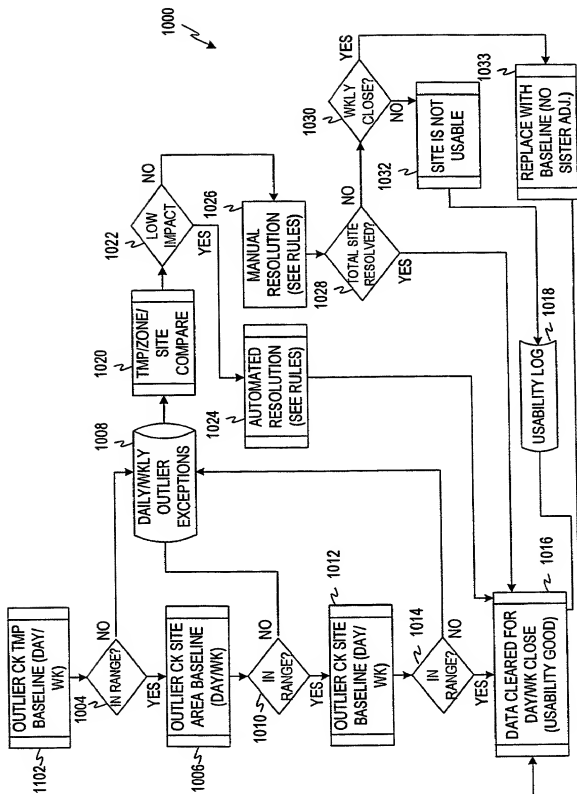 1000
OUTLIER CK TMP
BASELINE (DAY/
WK)
1102
1004
IN RANGE?
NO
YES
OUTLIER CK SITE
AREA BASELINE
(DAY/WK)
1006
1010
IN
RANGE?
NO
YES
OUTLIER CK SITE
BASELINE (DAY/
WK)
1012
1014
IN
RANGE?
NO
YES
DATA CLEARED FOR
DAY/WK CLOSE
(USABILITY GOOD)
1016
1008
DAILY/WKLY
OUTLIER
EXCEPTIONS
1020
TMP/ZONE/
SITE
COMPARE
1022
LOW
IMPACT
NO
YES
1024
AUTOMATED
RESOLUTION
(SEE RULES)
1026
MANUAL
RESOLUTION
(SEE RULES)
1028
TOTAL SITE
RESOLVED?
NO
YES
1030
WKLY
CLOSE?
YES
NO
1032
SITE IS NOT
USABLE
1033
REPLACE WITH
BASELINE (NO
SISTER ADJ.)
USABILITY LOG
1018